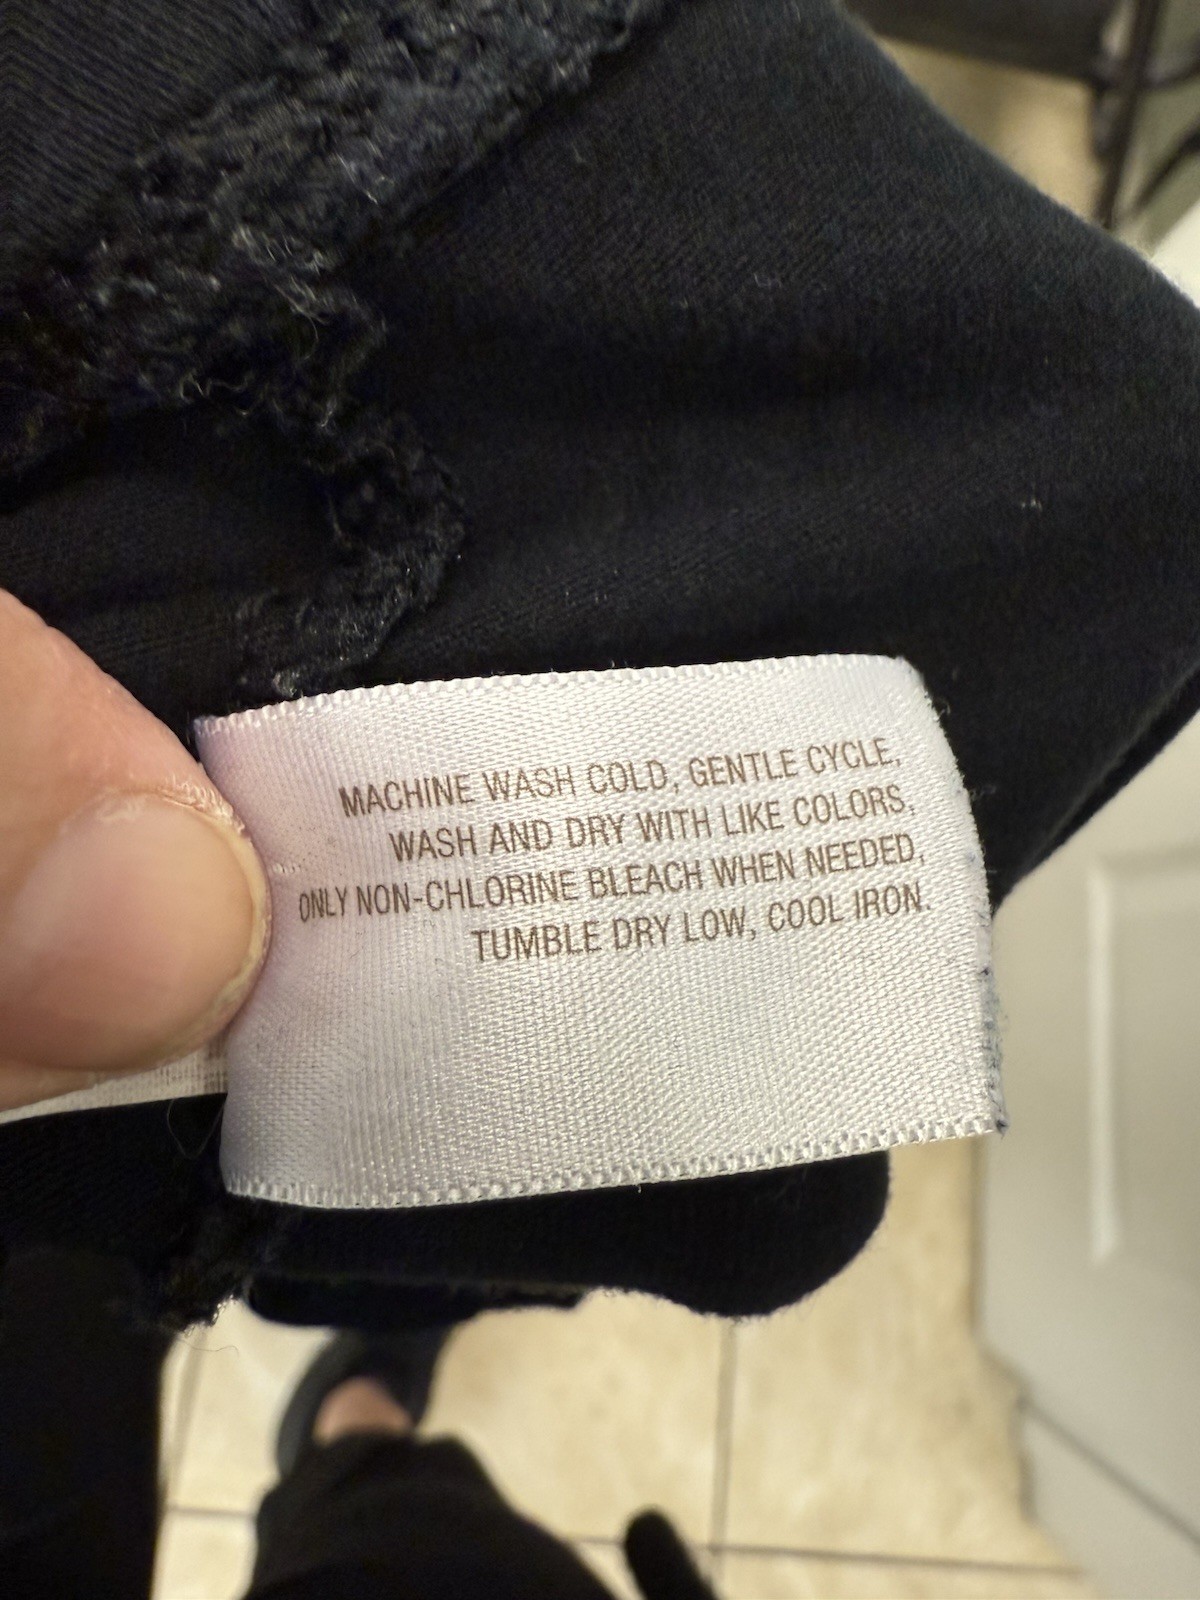 MACHINE WASH COLD, GENTLE CYCLE,
WASH AND DRY WITH LIKE COLORS,
ONLY NON-CHLORINE BLEACH WHEN NEEDED,
TUMBLE DRY LOW, COOL IRON.